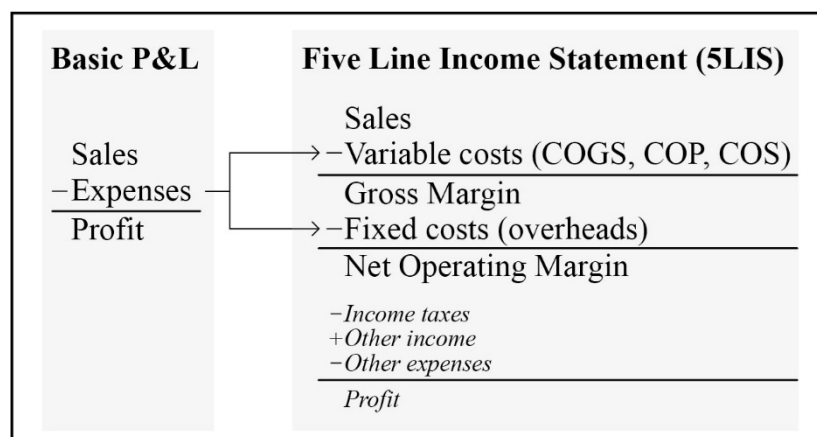 Basic P&L
Sales
−Expenses
Profit
Five Line Income Statement (5LIS)
Sales
−Variable costs (COGS, COP, COS)
Gross Margin
−Fixed costs (overheads)
Net Operating Margin
−Income taxes
+Other income
−Other expenses
Profit